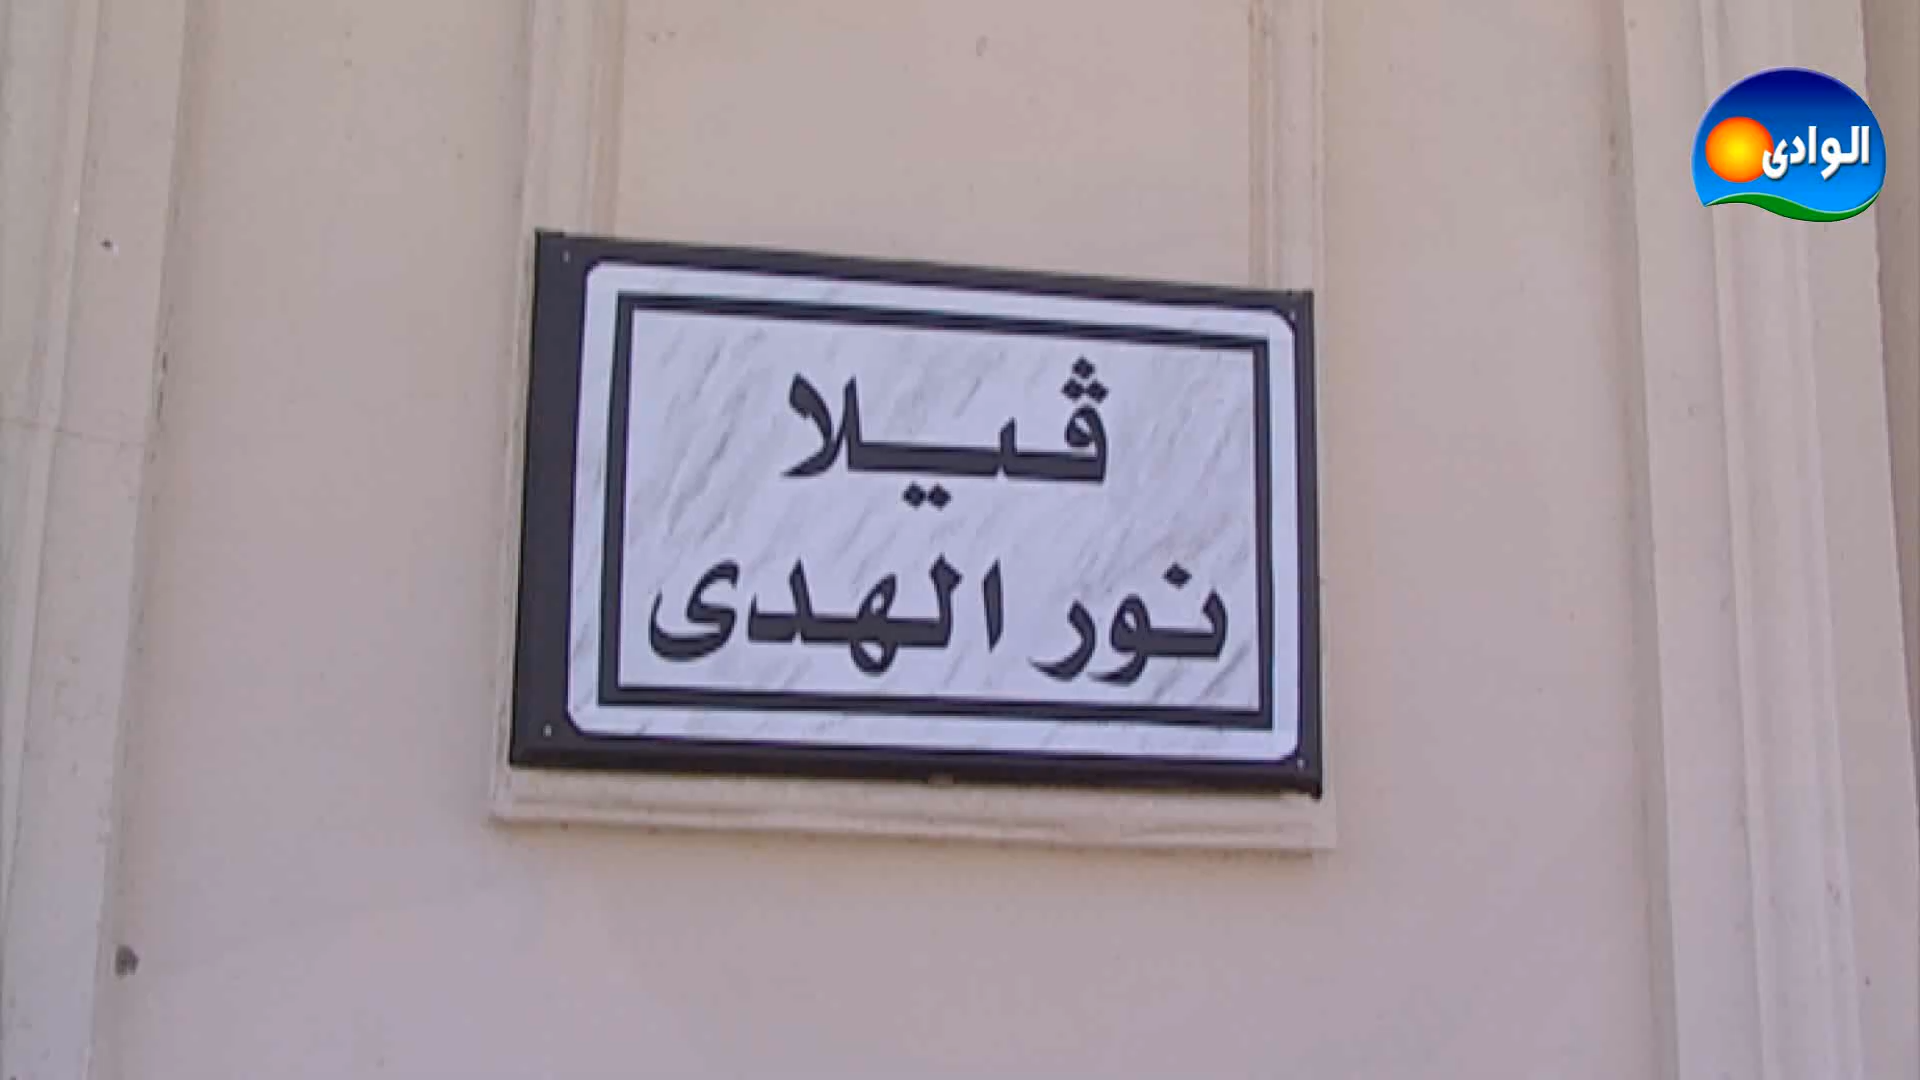 الوادى
ڤيلا
نور الهدى